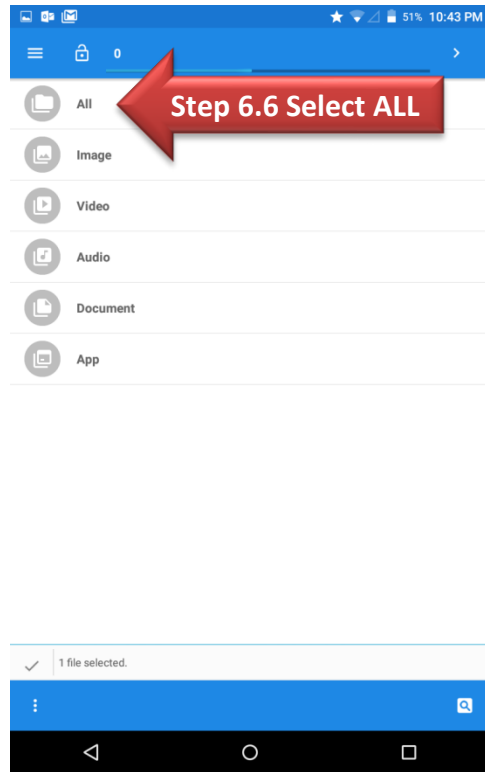 51% 10:43 PM
0
All
Step 6.6 Select ALL
Image
Video
Audio
Document
App
1 file selected.